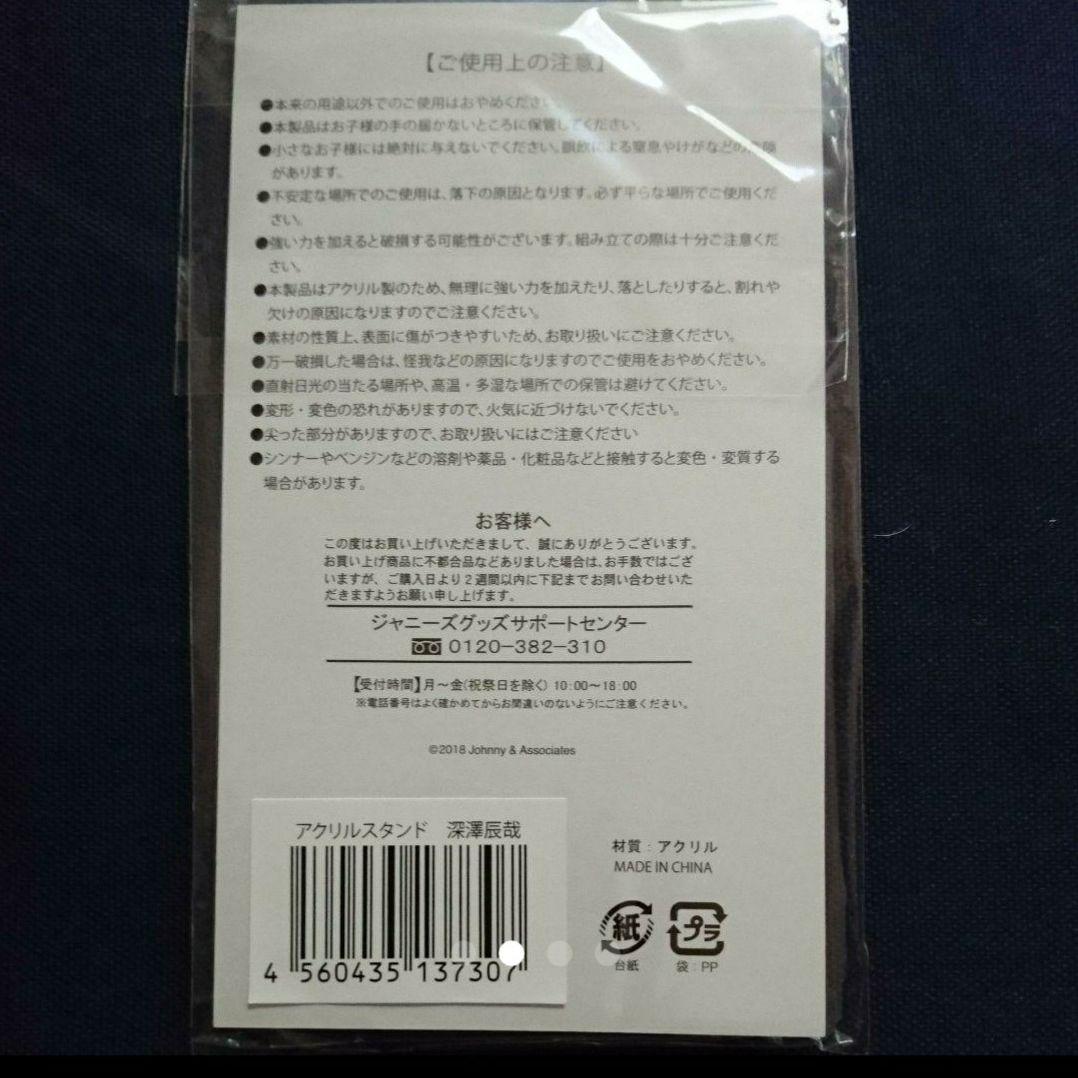 【ご使用上の注意】
●本来の用途以外でのご使用はおやめください。
●本製品はお子様の手の届かないところに保管してください。
●小さなお子様には絶対に与えないでください。誤飲による窒息やけがなどの危険
があります。
●不安定な場所でのご使用は、落下の原因となります。必ず平らな場所でご使用くだ
さい。
●強い力を加えると破損する可能性がございます。組み立ての際は十分ご注意くだ
さい。
●本製品はアクリル製のため、無理に強い力を加えたり、落としたりすると、割れや
欠けの原因になりますのでご注意ください。
●素材の性質上、表面に傷がつきやすいため、お取り扱いにご注意ください。
●万一破損した場合は、怪我などの原因になりますのでご使用をおやめください。
●直射日光の当たる場所や、高温・多湿な場所での保管は避けてください。
●変形・変色の恐れがありますので、火気に近づけないでください。
●尖った部分がありますので、お取り扱いにはご注意ください
●シンナーやベンジンなどの溶剤や薬品・化粧品などと接触すると変色・変質する
場合があります。
お客様へ
この度はお買い上げいただきまして、誠にありがとうございます。
お買い上げ商品に不都合品などありました場合は、お手数ではござ
いますが、ご購入日より2週間以内に下記までお問い合わせいた
だきますようお願い申し上げます。
ジャニーズグッズサポートセンター
0120-382-310
【受付時間】月〜金(祝祭日を除く) 10:00〜18:00
※電話番号はよく確かめてからお間違いのないようにご注意ください。
©2018 Johnny & Associates
アクリルスタンド 深澤辰哉
4 560435 137307
材質:アクリル
MADE IN CHINA
紙 プラ
台紙 袋:PP